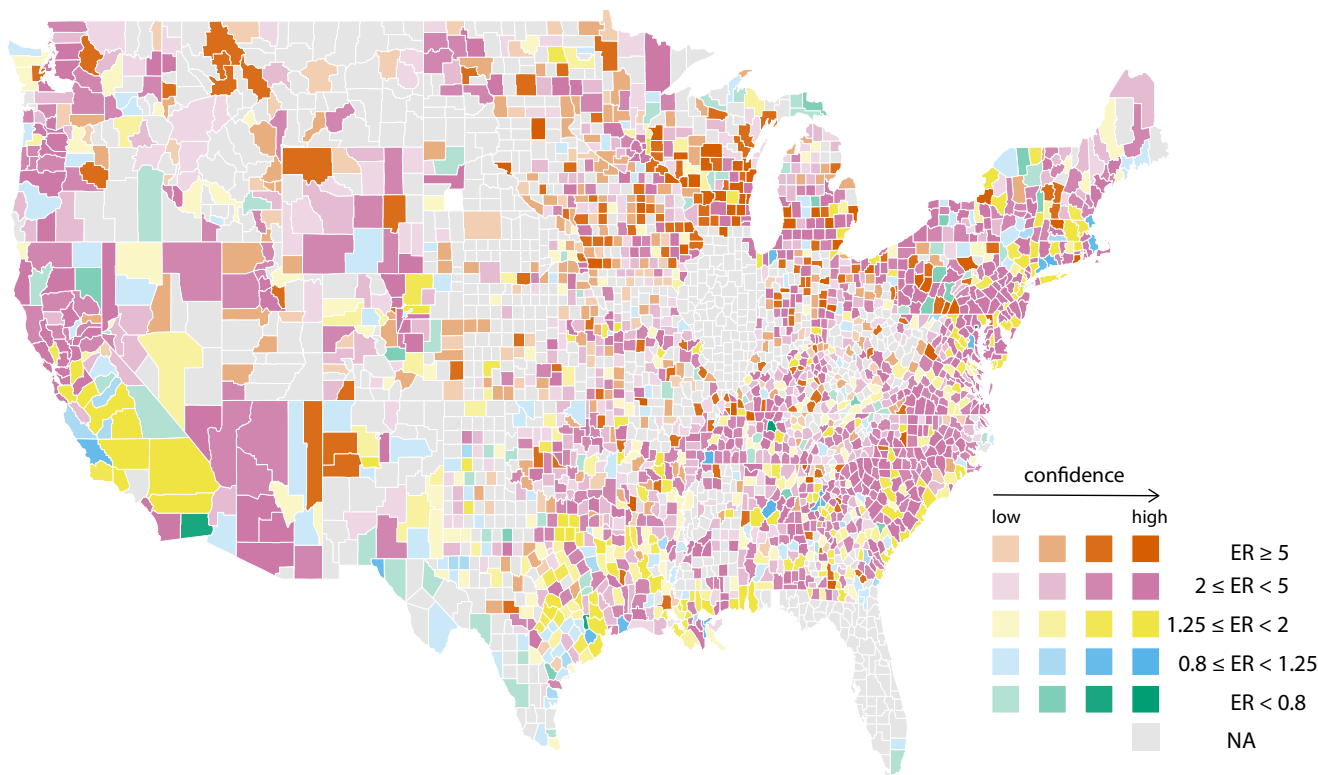 confidence
low high
ER ≥ 5
2 ≤ ER < 5
1.25 ≤ ER < 2
0.8 ≤ ER < 1.25
ER < 0.8
NA